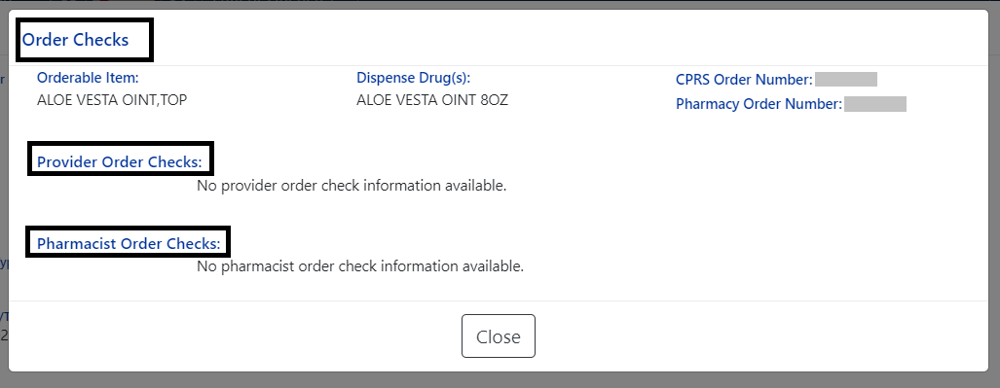 Order Checks
Orderable Item:
ALOE VESTA OINT,TOP
Dispense Drug(s):
ALOE VESTA OINT 8OZ
CPRS Order Number:
Pharmacy Order Number:
Provider Order Checks:
No provider order check information available.
Pharmacist Order Checks:
No pharmacist order check information available.
Close